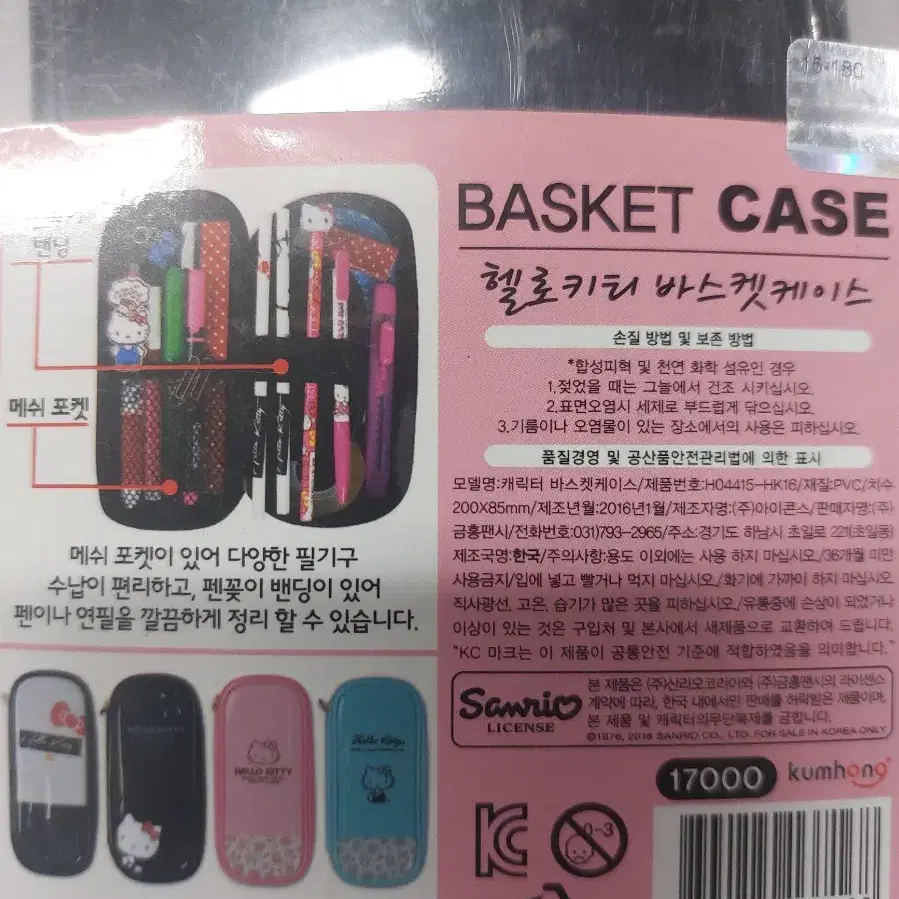 16-180
BASKET CASE
헬로키티 바스켓케이스
밴딩
메쉬 포켓
메쉬 포켓이 있어 다양한 필기구
수납이 편리하고, 펜꽂이 밴딩이 있어
펜이나 연필을 깔끔하게 정리 할 수 있습니다.
손질 방법 및 보존 방법
*합성피혁 및 천연 화학 섬유인 경우
1.젖었을 때는 그늘에서 건조 시키십시오.
2.표면오염시 세제로 부드럽게 닦으십시오.
3.기름이나 오염물이 있는 장소에서의 사용은 피하십시오.
품질경영 및 공산품안전관리법에 의한 표시
모델명:캐릭터 바스켓케이스/제품번호:H04415-HK16/재질:PVC/치수
200X85mm/제조년월:2016년1월/제조자명:(주)아이콘스/판매자명:(주)
금홍팬시/전화번호:031)793-2965/주소:경기도 하남시 초일로 221(초일동)
제조국명:한국/주의사항:용도 이외에는 사용 하지 마십시오./36개월 미만
사용금지/입에 넣고 빨거나 먹지 마십시오./화기에 가까이 하지 마십시오
직사광선, 고온, 습기가 많은 곳을 피하십시오./유통중에 손상이 되었거나
이상이 있는 것은 구입처 및 본사에서 새제품으로 교환하여 드립니다.
"KC 마크는 이 제품이 공통안전 기준에 적합하였음을 의미합니다."
Sanrio
LICENSE
본 제품은 (주)산리오코리아와 (주)금홍팬시의 라이센스
계약에 따라, 한국 내에서만 판매를 허락받은 제품이며,
본 제품 및 캐릭터의무단복제를 금합니다.
©1976, 2016 SANRIO CO., LTD. FOR SALE IN KOREA ONLY
17000
kumhong
KC
0-3
Hello Kitty
HELLO KITTY
Hello Kitty